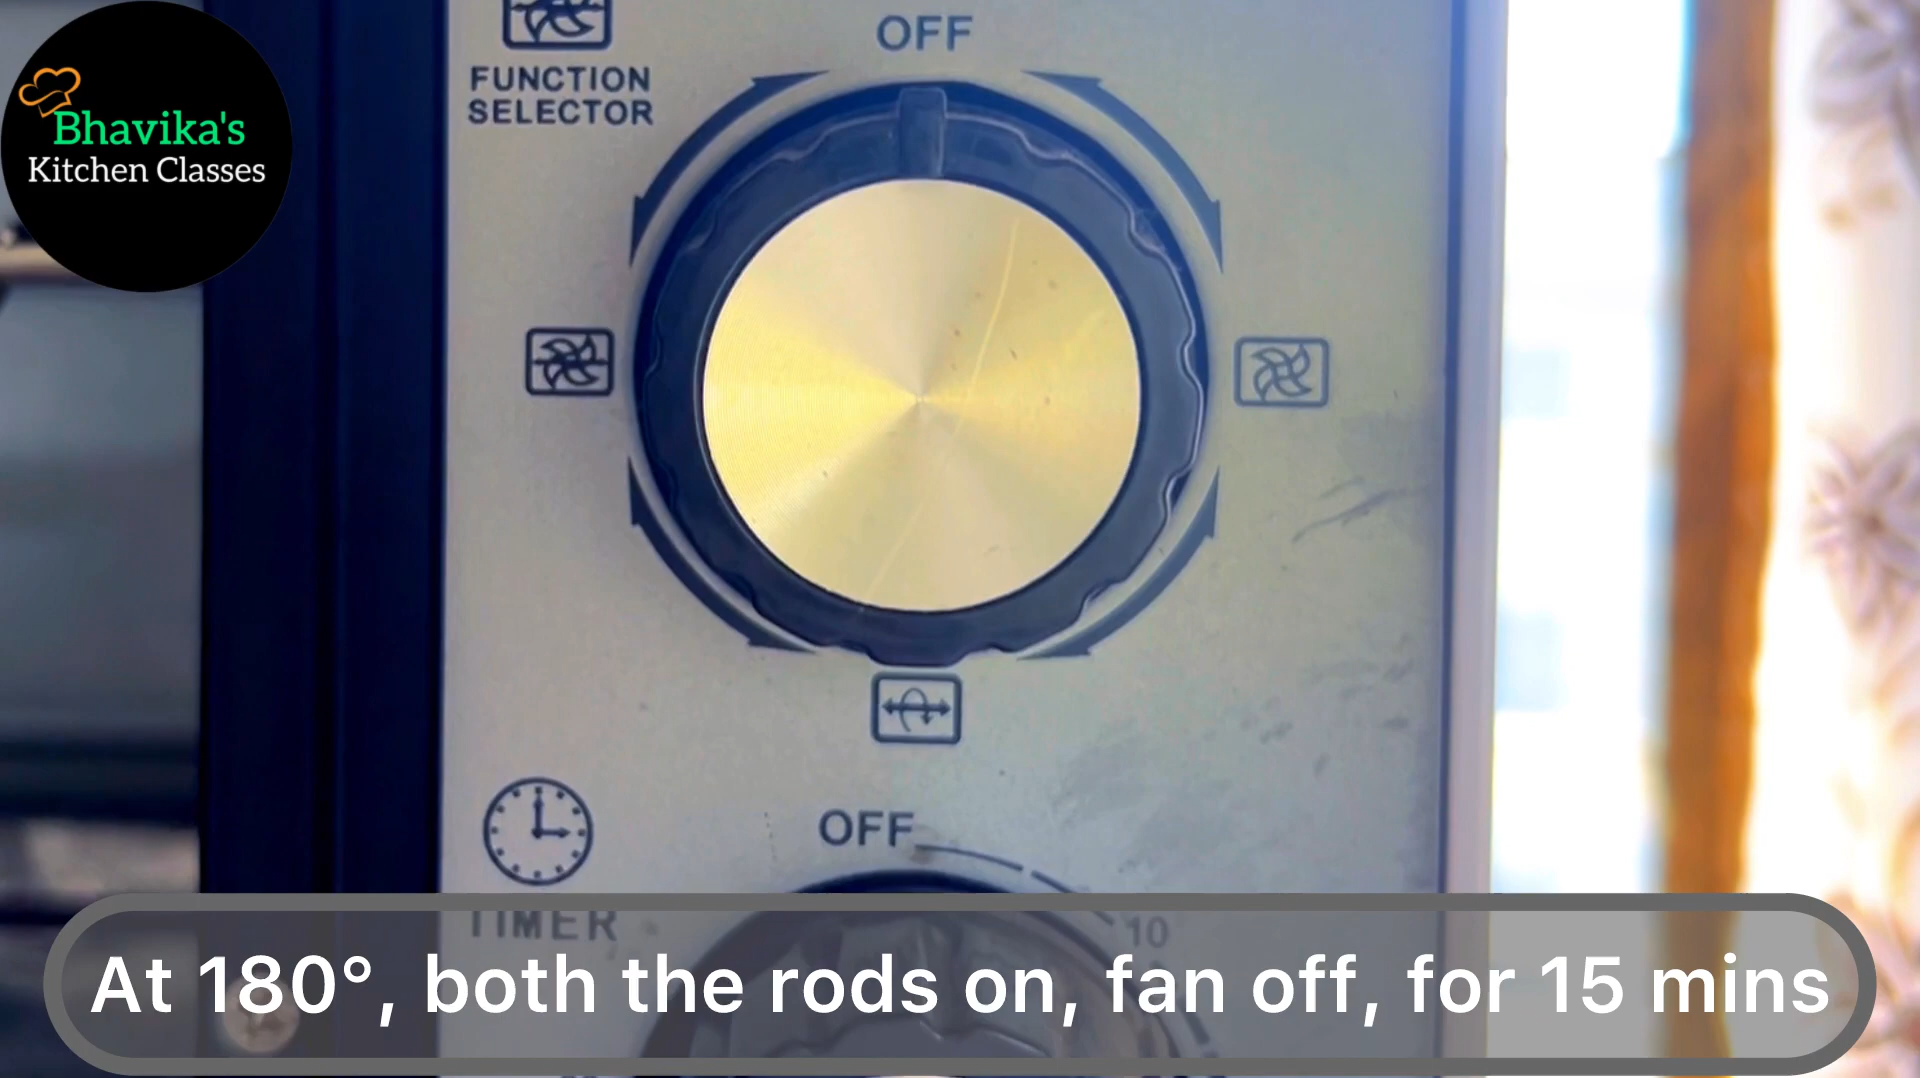 Bhavika's
Kitchen Classes
FUNCTION
SELECTOR
OFF
OFF
TIMER
10
At 180°, both the rods on, fan off, for 15 mins